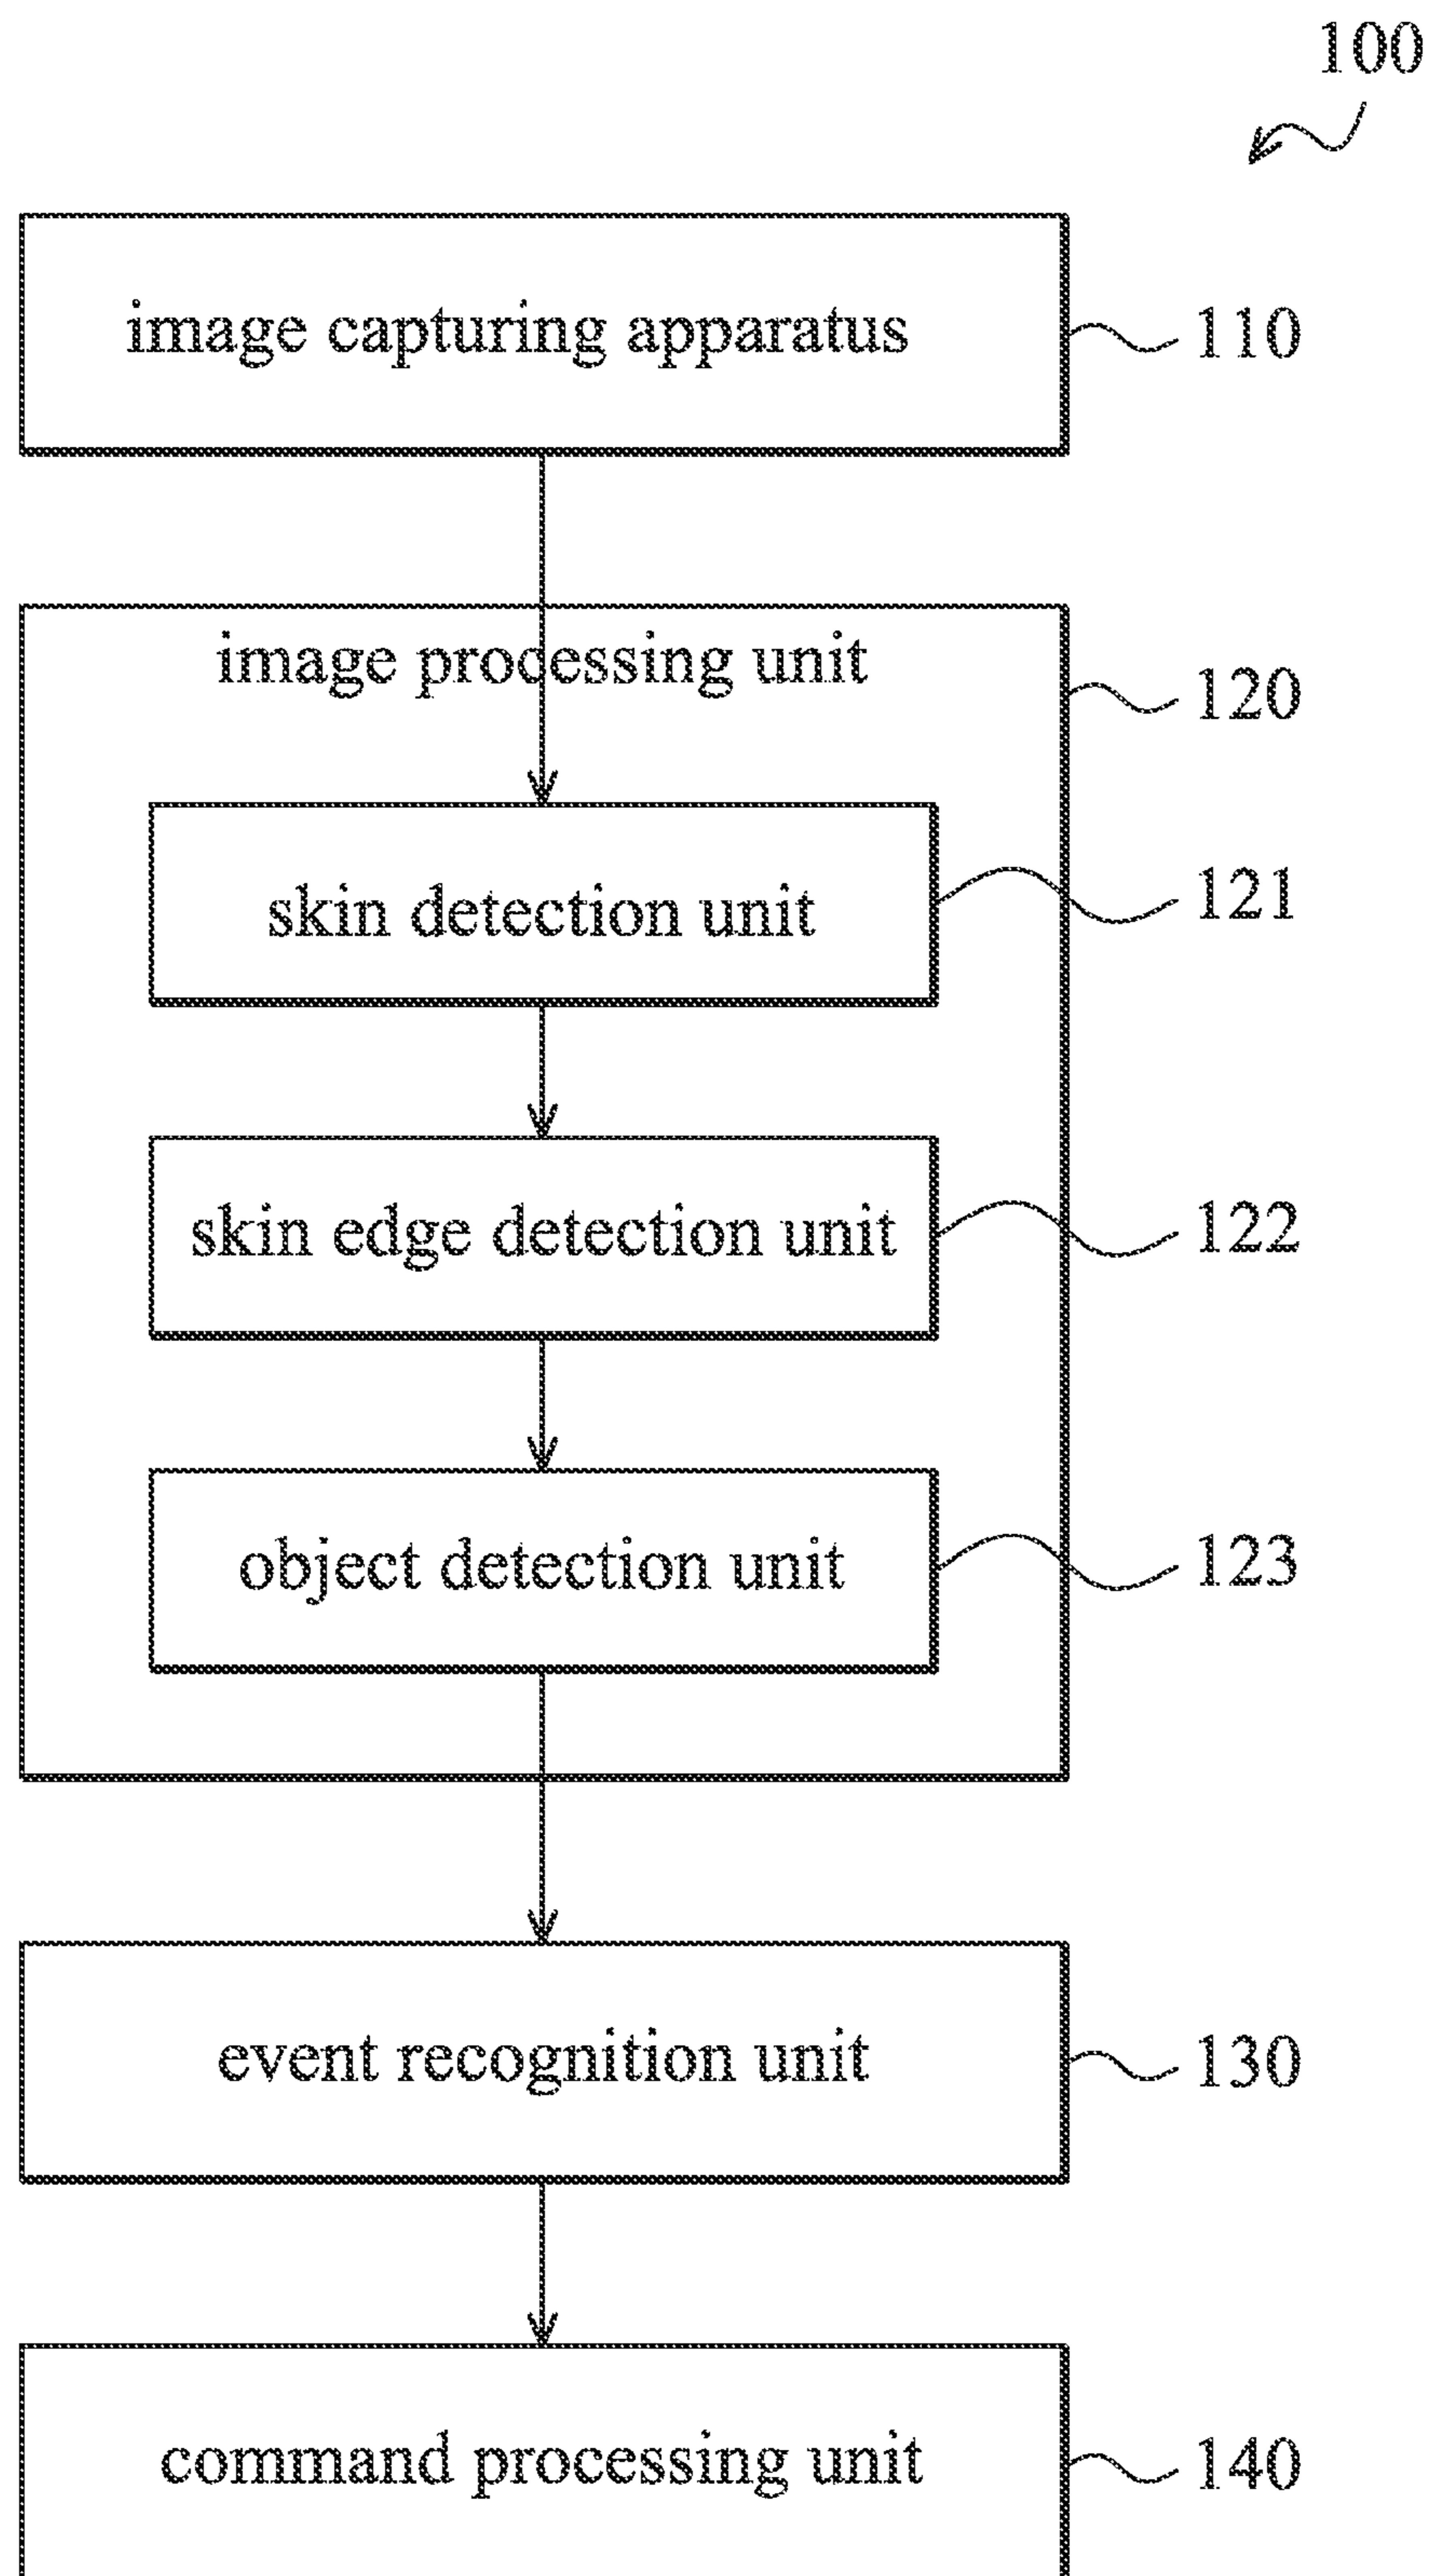 100
image capturing apparatus
110
image processing unit
120
skin detection unit
121
skin edge detection unit
122
object detection unit
123
event recognition unit
130
command processing unit
140